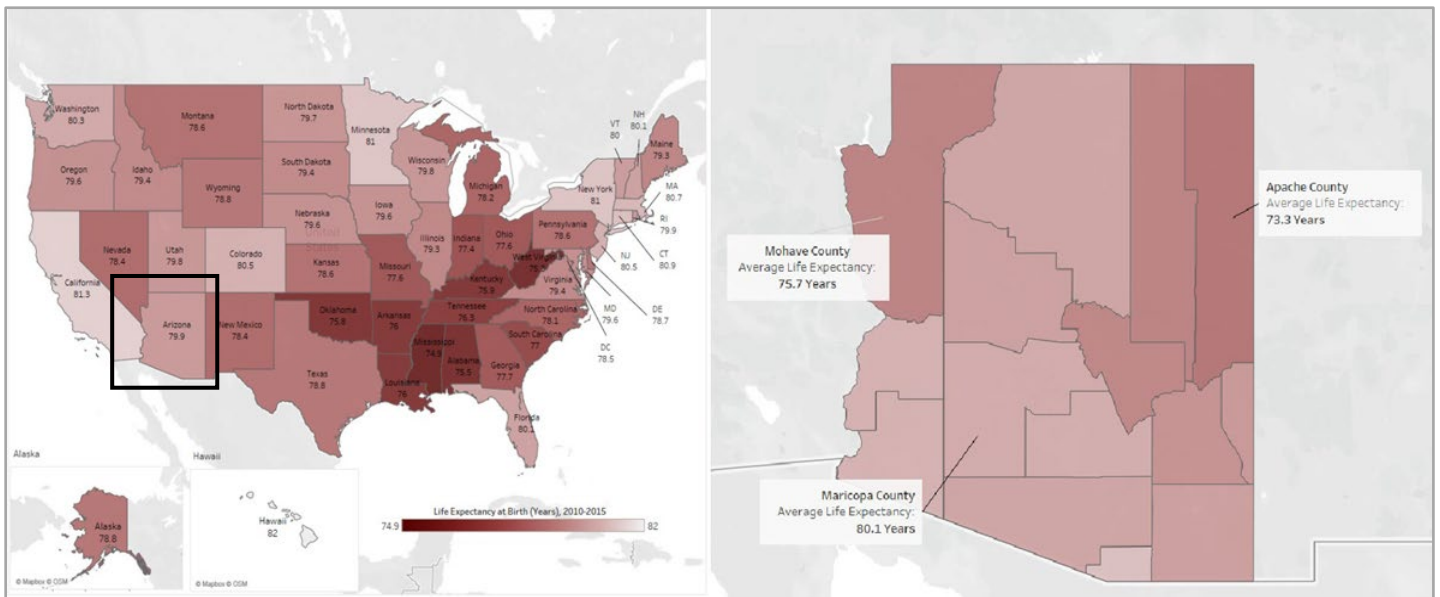 Washington
80.3
Oregon
79.6
California
81.3
Nevada
78.4
Idaho
79.4
Utah
79.8
Arizona
79.9
Montana
78.6
Wyoming
78.8
Colorado
80.5
New Mexico
78.4
North Dakota
79.7
South Dakota
79.4
Nebraska
79.6
United
States
Kansas
78.6
Oklahoma
75.8
Texas
78.8
Minnesota
81
Iowa
79.6
Missouri
77.6
Arkansas
76
Louisiana
76
Wisconsin
79.8
Illinois
79.3
Michigan
78.2
Indiana
77.4
Ohio
77.6
Kentucky
75.9
Tennessee
76.3
Mississippi
74.9
Alabama
75.5
Georgia
77.7
Florida
80.1
South Carolina
77
North Carolina
78.1
Virginia
79.4
West Virginia
Pennsylvania
78.6
New York
81
VT
80
NH
80.1
Maine
79.3
MA
80.7
RI
79.9
CT
80.9
NJ
80.5
DE
78.7
MD
79.6
DC
78.5
Alaska
Alaska
78.8
© Mapbox © OSM
Hawaii
Hawaii
82
© Mapbox © OSM
Life Expectancy at Birth (Years), 2010-2015
74.9
82
Mohave County
Average Life Expectancy:
75.7 Years
Apache County
Average Life Expectancy:
73.3 Years
Maricopa County
Average Life Expectancy:
80.1 Years